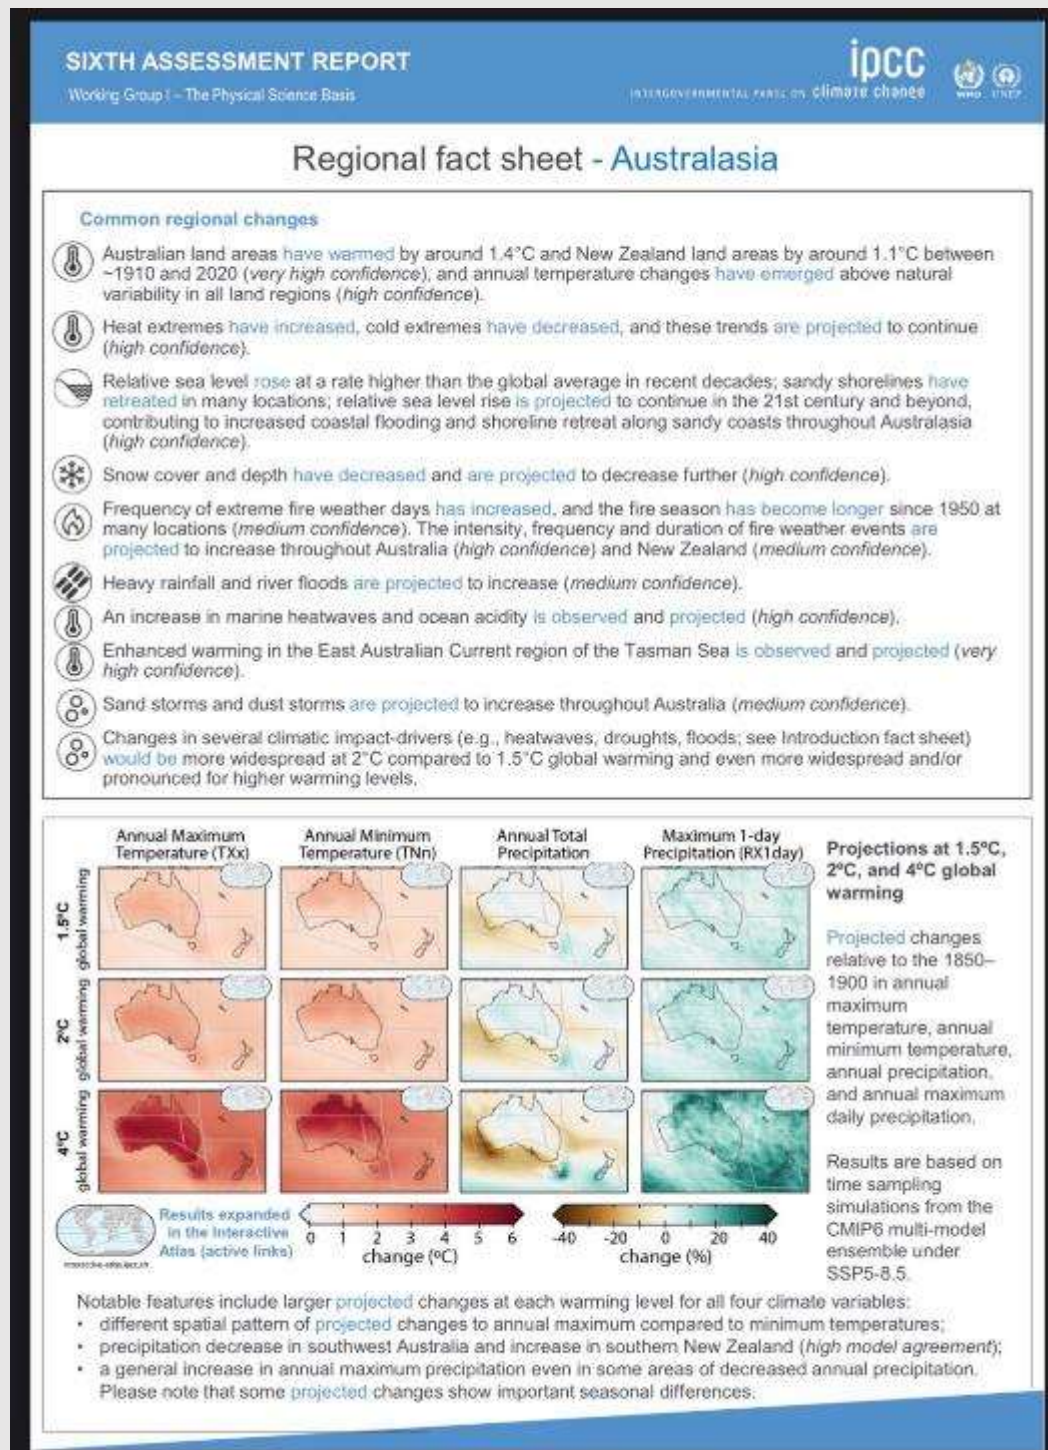 SIXTH ASSESSMENT REPORT
Working Group I – The Physical Science Basis
ipcc
INTERGOVERNMENTAL PANEL ON climate change
WMO UNEP
Regional fact sheet - Australasia
Common regional changes
Australian land areas have warmed by around 1.4°C and New Zealand land areas by around 1.1°C between
~1910 and 2020 (very high confidence), and annual temperature changes have emerged above natural
variability in all land regions (high confidence).
Heat extremes have increased, cold extremes have decreased, and these trends are projected to continue
(high confidence).
Relative sea level rose at a rate higher than the global average in recent decades; sandy shorelines have
retreated in many locations; relative sea level rise is projected to continue in the 21st century and beyond,
contributing to increased coastal flooding and shoreline retreat along sandy coasts throughout Australasia
(high confidence).
Snow cover and depth have decreased and are projected to decrease further (high confidence).
Frequency of extreme fire weather days has increased, and the fire season has become longer since 1950 at
many locations (medium confidence). The intensity, frequency and duration of fire weather events are
projected to increase throughout Australia (high confidence) and New Zealand (medium confidence).
Heavy rainfall and river floods are projected to increase (medium confidence).
An increase in marine heatwaves and ocean acidity is observed and projected (high confidence).
Enhanced warming in the East Australian Current region of the Tasman Sea is observed and projected (very
high confidence).
Sand storms and dust storms are projected to increase throughout Australia (medium confidence).
Changes in several climatic impact-drivers (e.g., heatwaves, droughts, floods; see Introduction fact sheet)
would be more widespread at 2°C compared to 1.5°C global warming and even more widespread and/or
pronounced for higher warming levels.
Annual Maximum
Temperature (TXx)
Annual Minimum
Temperature (TNn)
Annual Total
Precipitation
Maximum 1-day
Precipitation (RX1day)
1.5°C
global warming
2°C
global warming
4°C
global warming
Projections at 1.5°C,
2°C, and 4°C global
warming
Projected changes
relative to the 1850–
1900 in annual
maximum
temperature, annual
minimum temperature,
annual precipitation,
and annual maximum
daily precipitation.
Results are based on
time sampling
simulations from the
CMIP6 multi-model
ensemble under
SSP5-8.5.
Results expanded
in the Interactive
Atlas (active links)
interactive-atlas.ipcc.ch
0 1 2 3 4 5 6
change (°C)
-40 -20 0 20 40
change (%)
Notable features include larger projected changes at each warming level for all four climate variables:
• different spatial pattern of projected changes to annual maximum compared to minimum temperatures;
• precipitation decrease in southwest Australia and increase in southern New Zealand (high model agreement);
• a general increase in annual maximum precipitation even in some areas of decreased annual precipitation.
Please note that some projected changes show important seasonal differences.